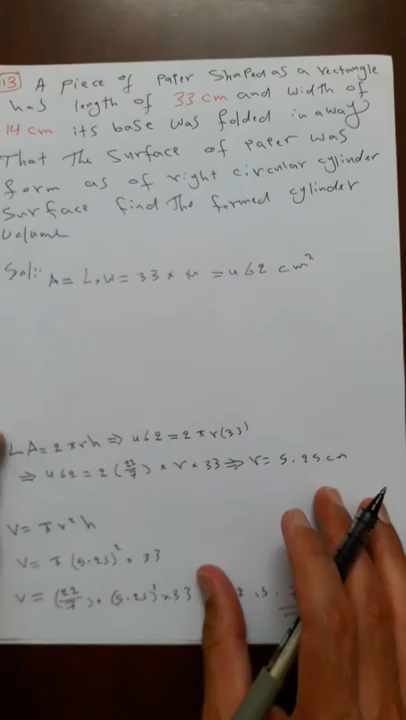 13 A Piece of Paper Shaped as a rectangle
has length of 33 cm and width of
14 cm its base was folded in a way
That The Surface of Paper was
form as of right circular cylinder
Surface find The formed cylinder
Volume
Sol:: A = L . W = 33 × 14 = 462 cm²
LA = 2πrh ⇒ 462 = 2πr(33)
⇒ 462 = 2(22/7) × r × 33 ⇒ r =
V = πr²h
V = π (5.25)² × 33
V = (22/7) × (5.25)² × 33